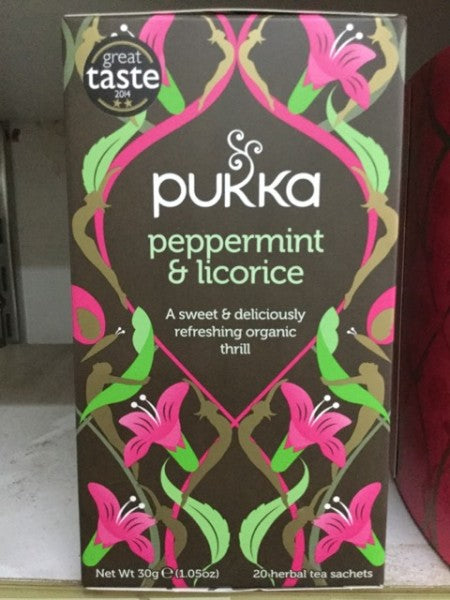 great
taste
2014
pukka
peppermint
& licorice
A sweet & deliciously
refreshing organic
thrill
Net Wt 30g ℮ (1.05oz)
20 herbal tea sachets